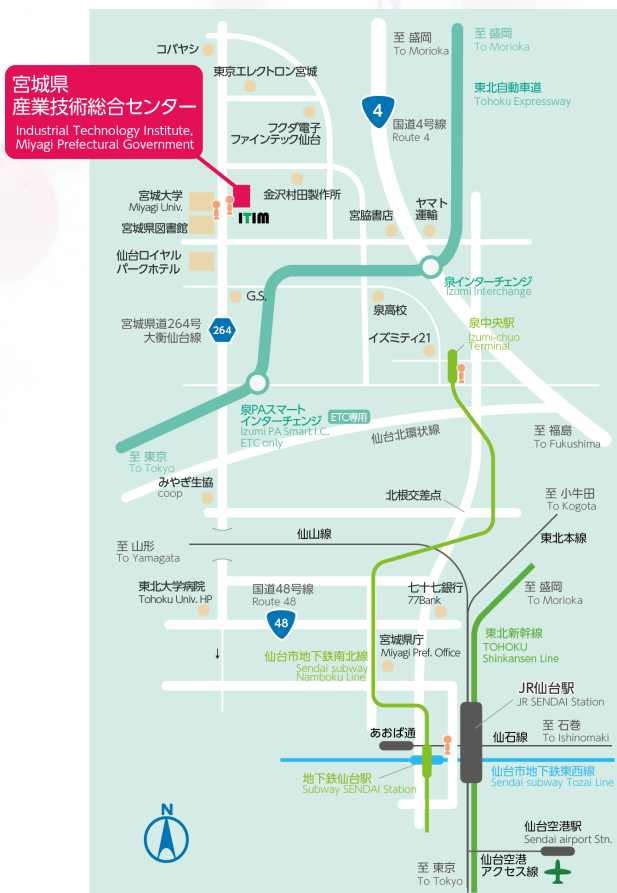 コバヤシ
至 盛岡
To Morioka
至 盛岡
To Morioka
東京エレクトロン宮城
東北自動車道
Tohoku Expressway
宮城県
産業技術総合センター
Industrial Technology Institute,
Miyagi Prefectural Government
4
国道4号線
Route 4
フクダ電子
ファインテック仙台
宮城大学
Miyagi Univ.
金沢村田製作所
ITIM
宮脇書店
ヤマト
運輸
宮城県図書館
仙台ロイヤル
パークホテル
泉インターチェンジ
Izumi Interchange
G.S.
泉高校
宮城県道264号
大衡仙台線
264
イズミティ21
泉中央駅
Izumi-chuo
Terminal
泉PAスマート
インターチェンジ
ETC専用
Izumi PA Smart I.C.
ETC only
仙台北環状線
至 福島
To Fukushima
至 東京
To Tokyo
みやぎ生協
coop
北根交差点
至 小牛田
To Kogota
仙山線
東北本線
至 山形
To Yamagata
東北大学病院
Tohoku Univ. HP
国道48号線
Route 48
48
七十七銀行
77Bank
至 盛岡
To Morioka
宮城県庁
Miyagi Pref. Office
東北新幹線
TOHOKU
Shinkansen Line
仙台市地下鉄南北線
Sendai subway
Namboku Line
JR仙台駅
JR SENDAI Station
あおば通
至 石巻
To Ishinomaki
仙石線
地下鉄仙台駅
Subway SENDAI Station
仙台市地下鉄東西線
Sendai subway Tozai Line
N
仙台空港駅
Sendai airport Stn.
至 東京
To Tokyo
仙台空港
アクセス線